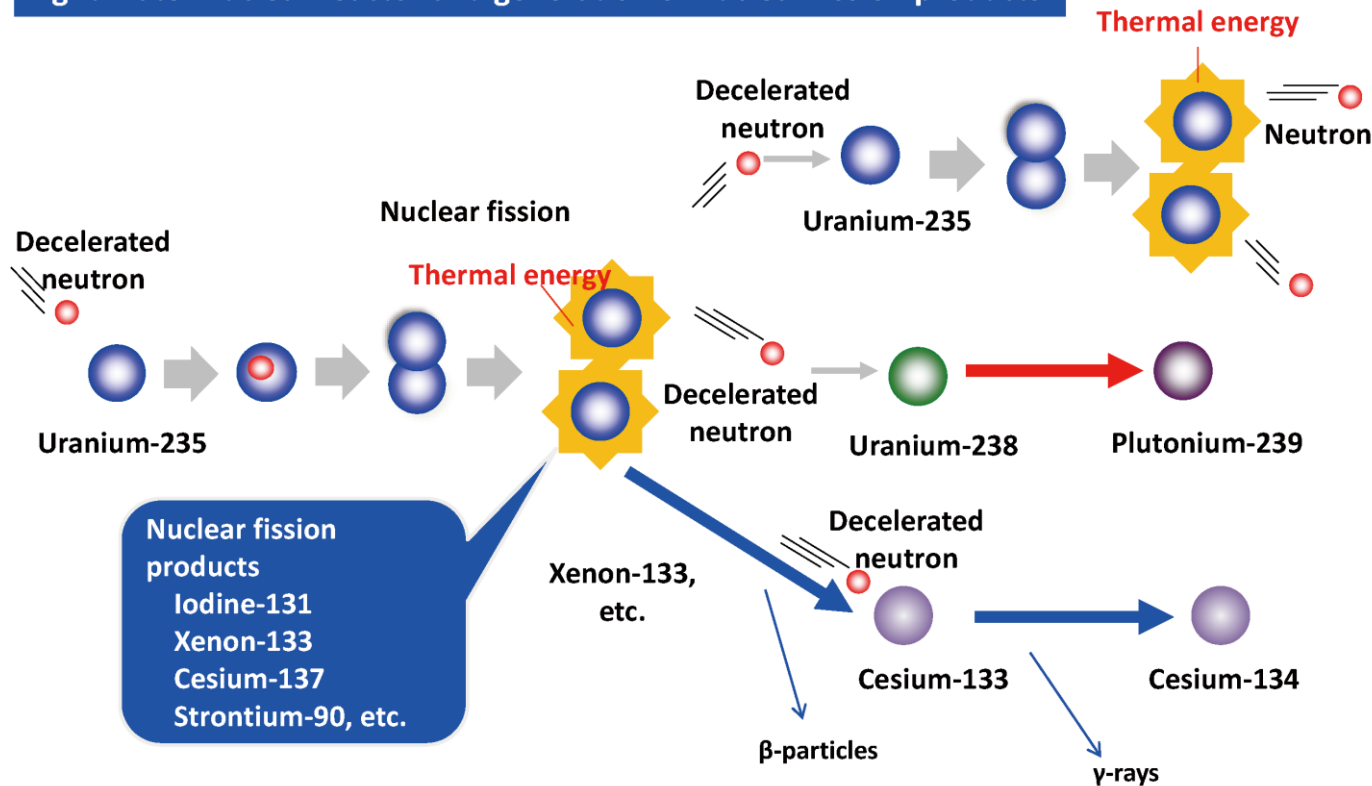 Thermal energy
Decelerated
neutron
Neutron
Uranium-235
Nuclear fission
Decelerated
neutron
Thermal energy
Uranium-235
Decelerated
neutron
Uranium-238
Plutonium-239
Nuclear fission
products
Iodine-131
Xenon-133
Cesium-137
Strontium-90, etc.
Xenon-133,
etc.
Decelerated
neutron
Cesium-133
Cesium-134
β-particles
γ-rays